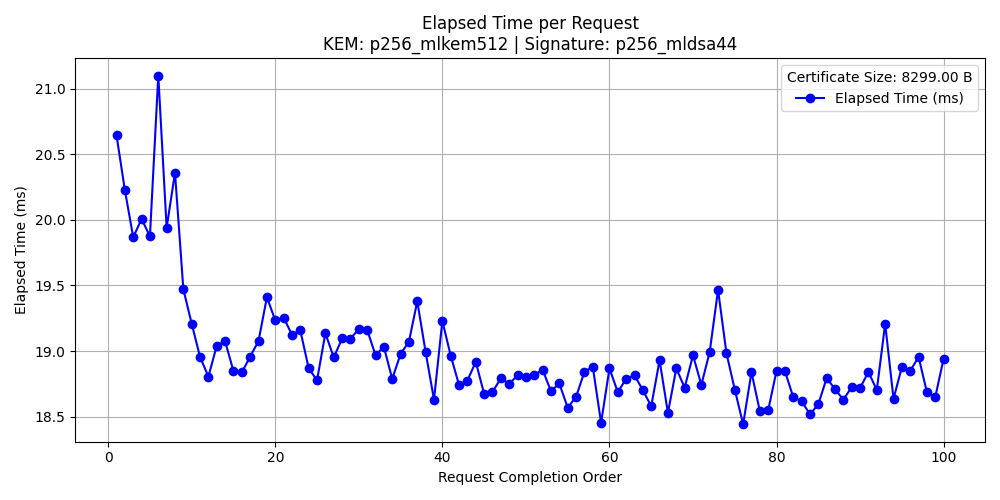 Elapsed Time per Request
KEM: p256_mlkem512 | Signature: p256_mldsa44
Certificate Size: 8299.00 B
Elapsed Time (ms)
Elapsed Time (ms)
21.0
20.5
20.0
19.5
19.0
18.5
0 20 40 60 80 100
Request Completion Order